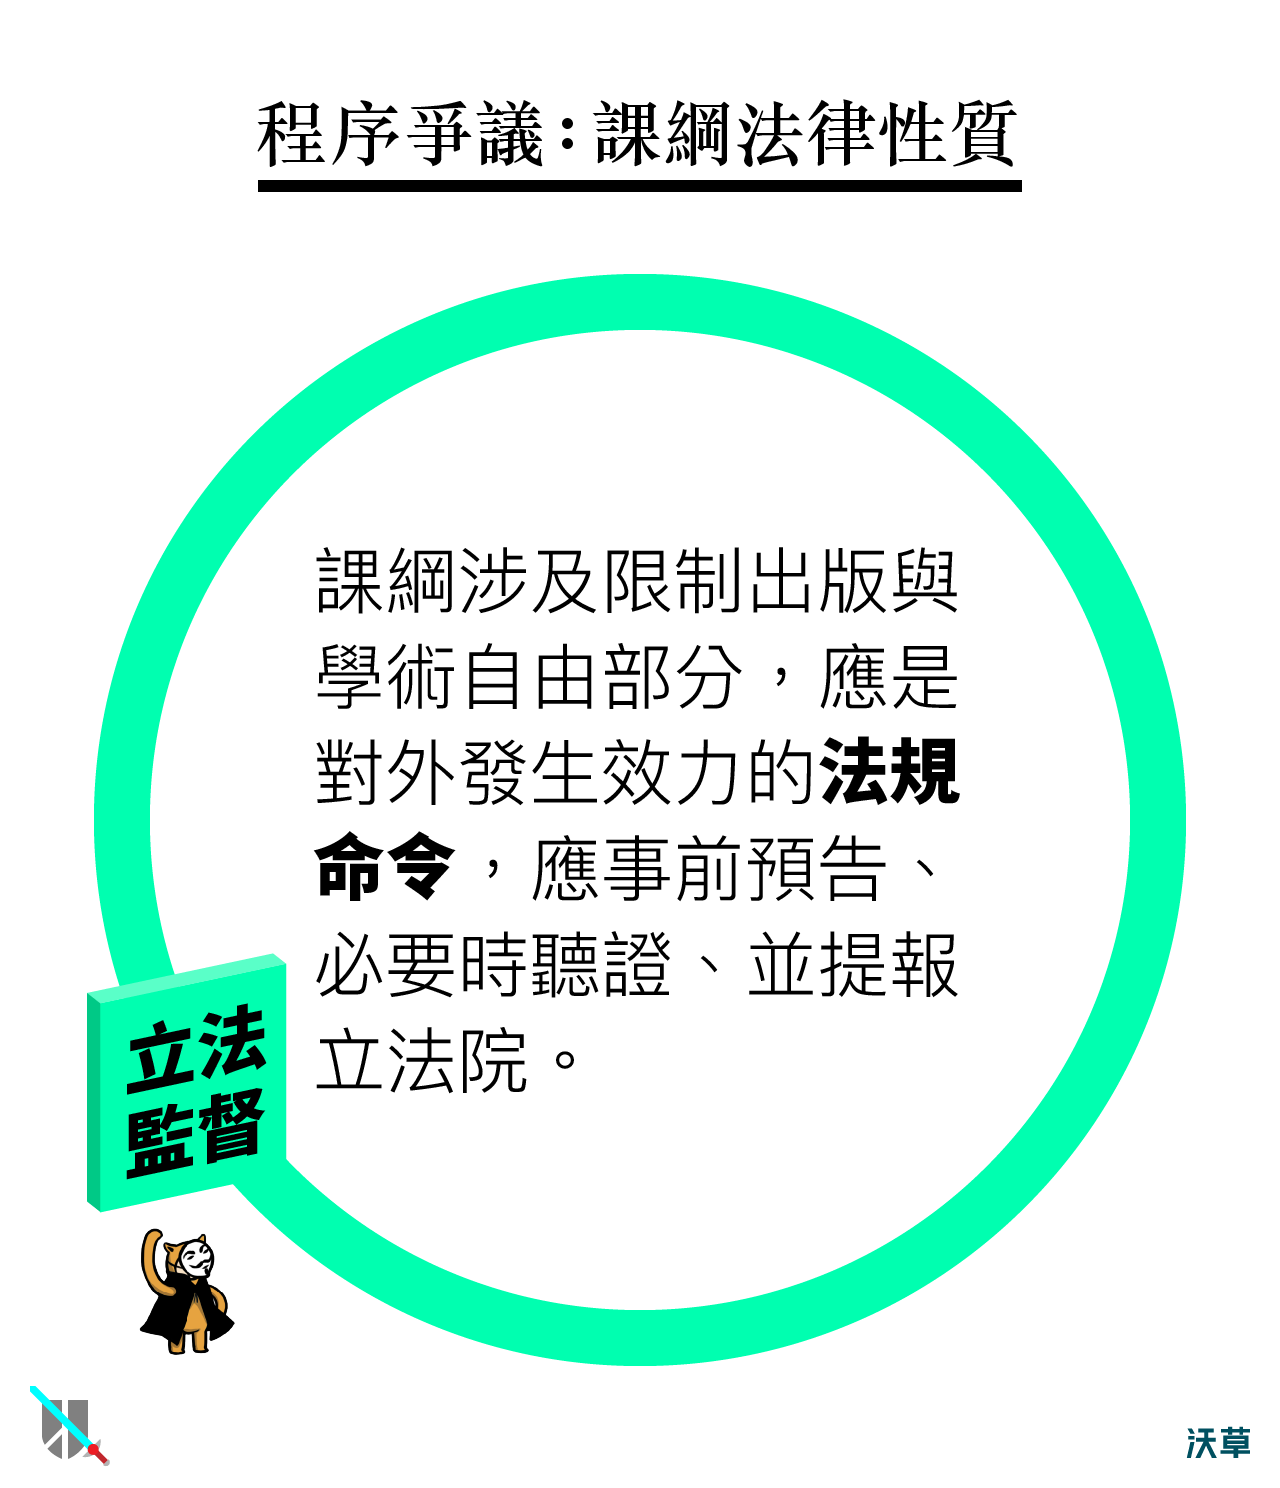 程序爭議：課綱法律性質
課綱涉及限制出版與
學術自由部分，應是
對外發生效力的法規
命令，應事前預告、
必要時聽證、並提報
立法院。
立法
監督
沃草